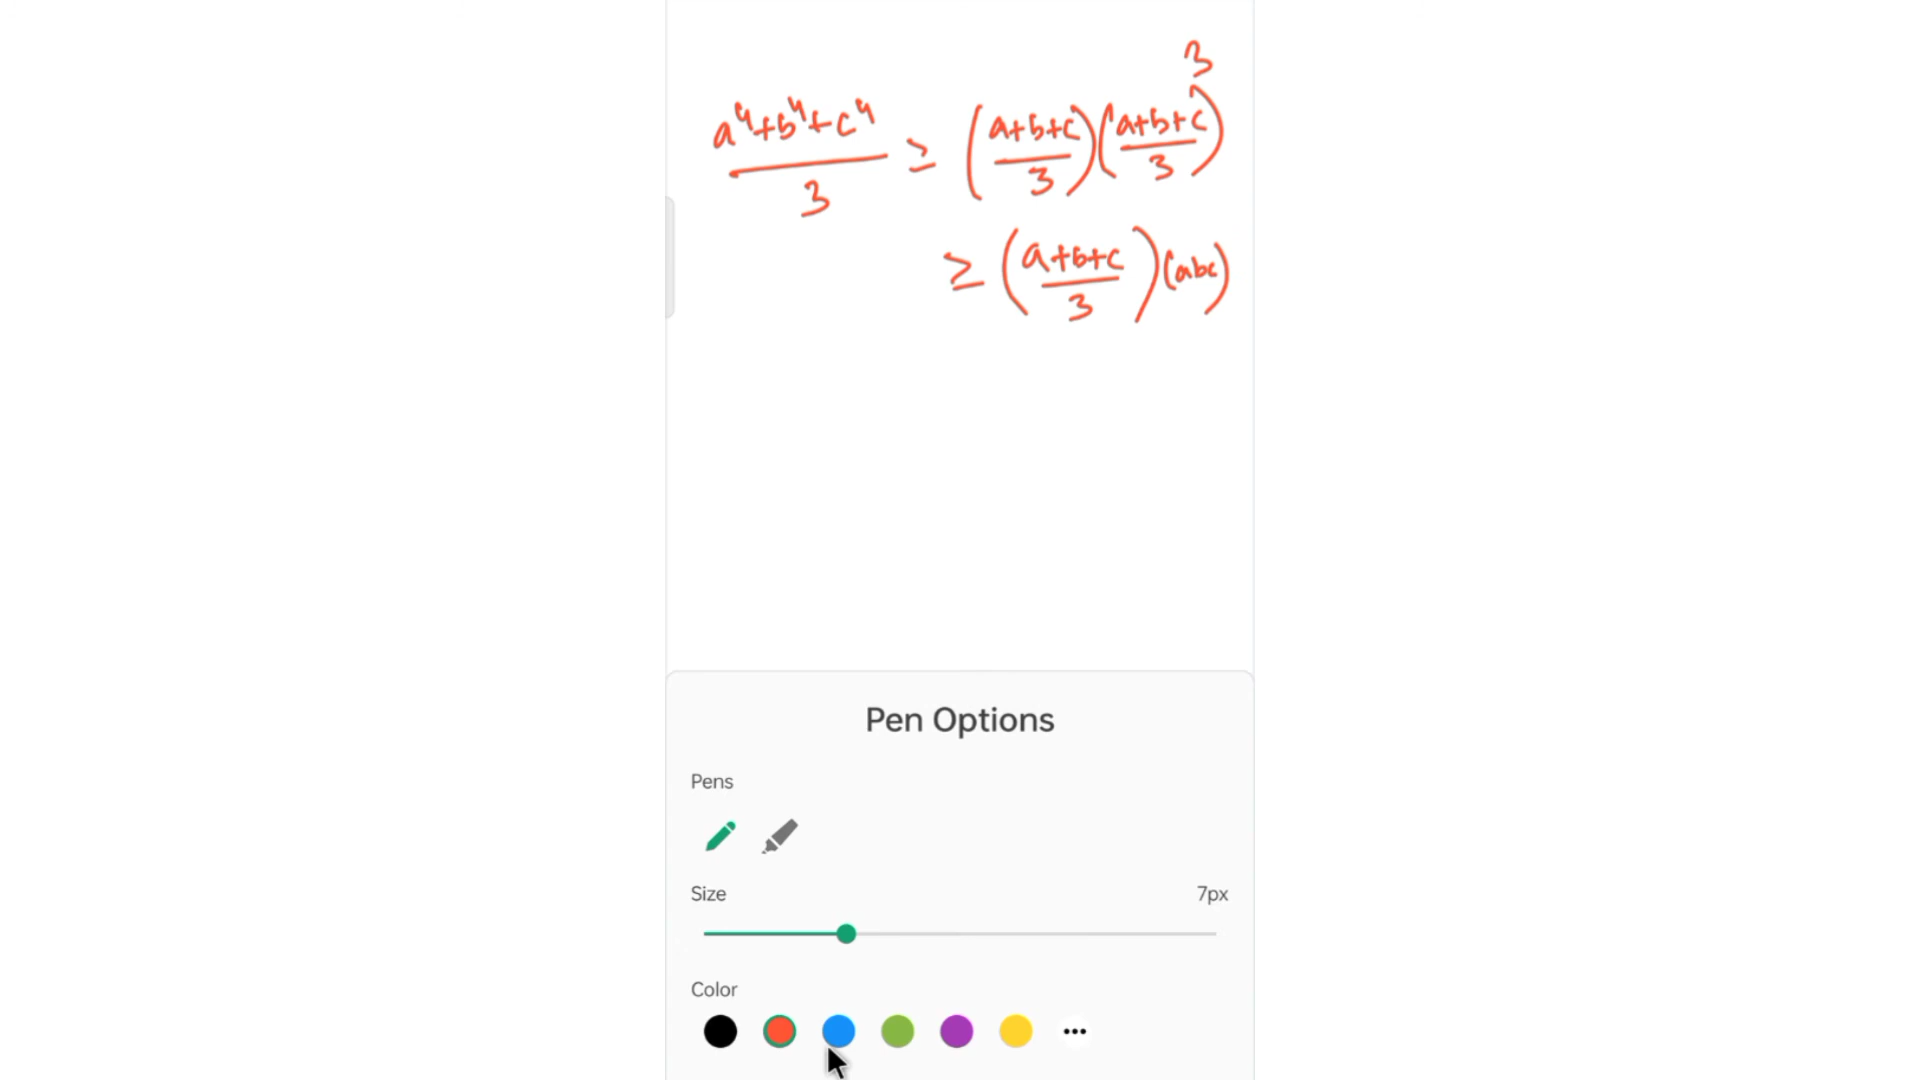 (a⁴+b⁴+c⁴)/3 ≥ ((a+b+c)/3)((a+b+c)/3)³
≥ ((a+b+c)/3)(abc)
Pen Options
Pens
Size 7px
Color